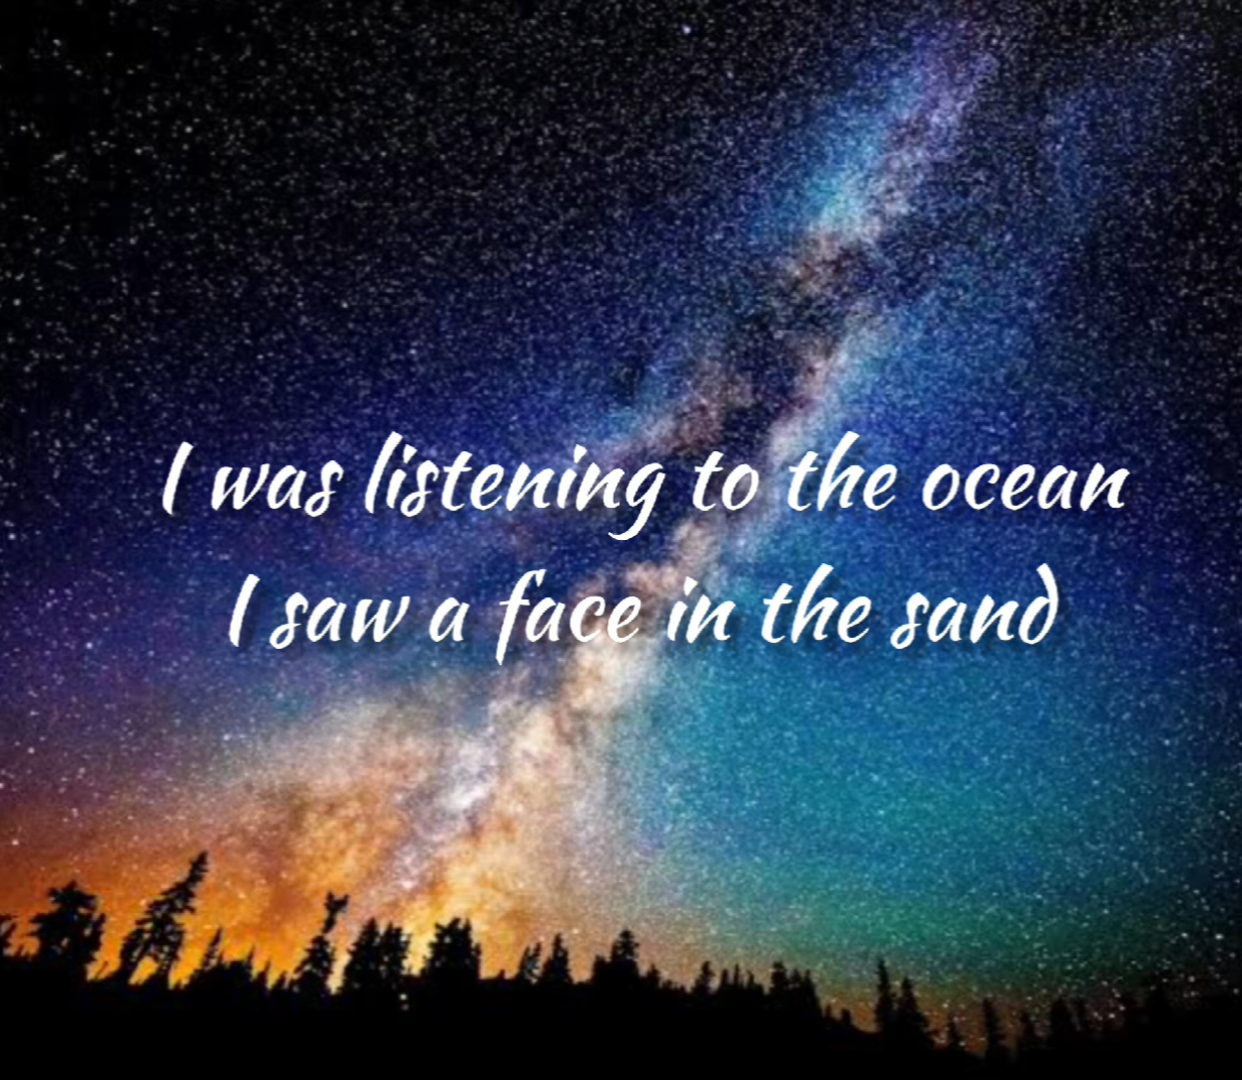 I was listening to the ocean
I saw a face in the sand